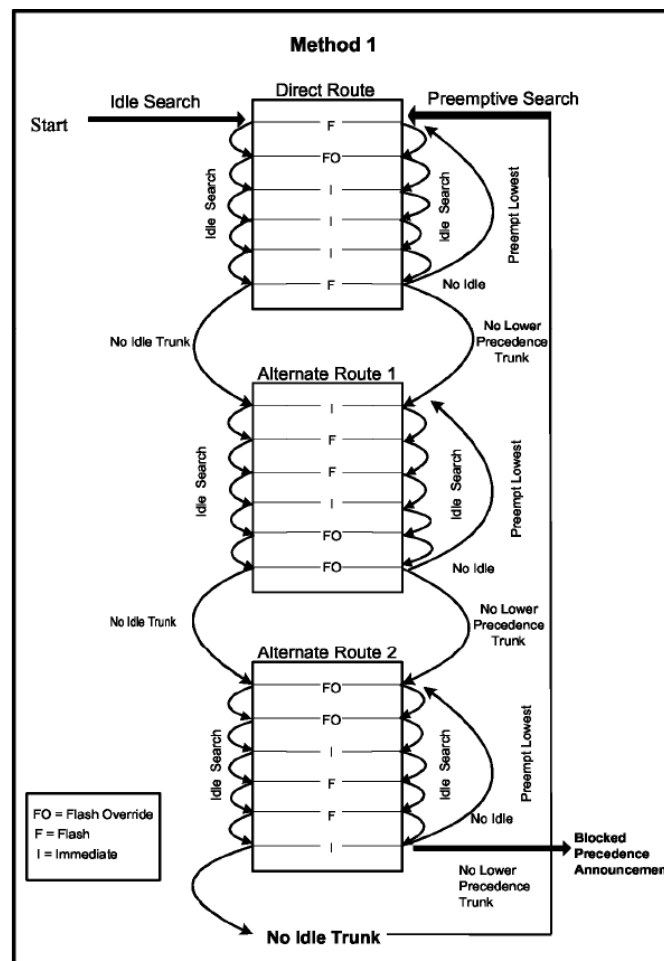 Method 1
Direct Route
Idle Search
Preemptive Search
Start
F
FO
I
I
I
F
Idle Search
Idle Search
Preempt Lowest
No Idle
No Idle Trunk
No Lower
Precedence
Trunk
Alternate Route 1
I
F
F
I
FO
FO
Idle Search
Idle Search
Preempt Lowest
No Idle
No Idle Trunk
No Lower
Precedence
Trunk
Alternate Route 2
FO
FO
I
F
F
I
Idle Search
Idle Search
Preempt Lowest
No Idle
FO = Flash Override
F = Flash
I = Immediate
Blocked
Precedence
Announcement
No Lower
Precedence
Trunk
No Idle Trunk